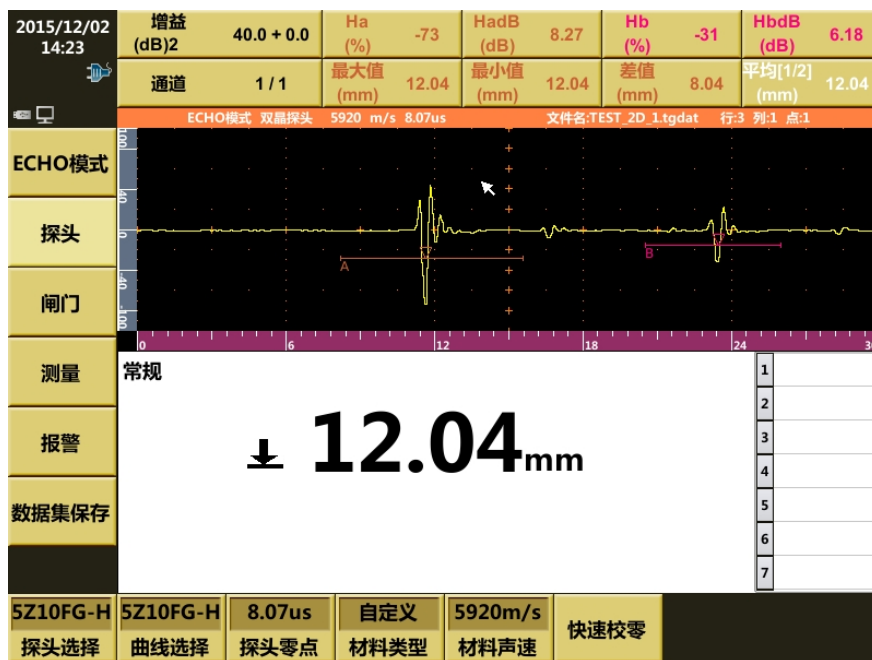 2015/12/02
14:23
增益
(dB)2
40.0 + 0.0
Ha
(%)
-73
HadB
(dB)
8.27
Hb
(%)
-31
HbdB
(dB)
6.18
通道
1 / 1
最大值
(mm)
12.04
最小值
(mm)
12.04
差值
(mm)
8.04
平均[1/2]
(mm)
12.04
ECHO模式 双晶探头 5920 m/s 8.07us 文件名:TEST_2D_1.tgdat 行:3 列:1 点:1
ECHO模式
探头
闸门
测量
报警
数据集保存
100
40
0
-40
-100
A
B
0 6 12 18 24 30
常规
12.04mm
1
2
3
4
5
6
7
5Z10FG-H
探头选择
5Z10FG-H
曲线选择
8.07us
探头零点
自定义
材料类型
5920m/s
材料声速
快速校零